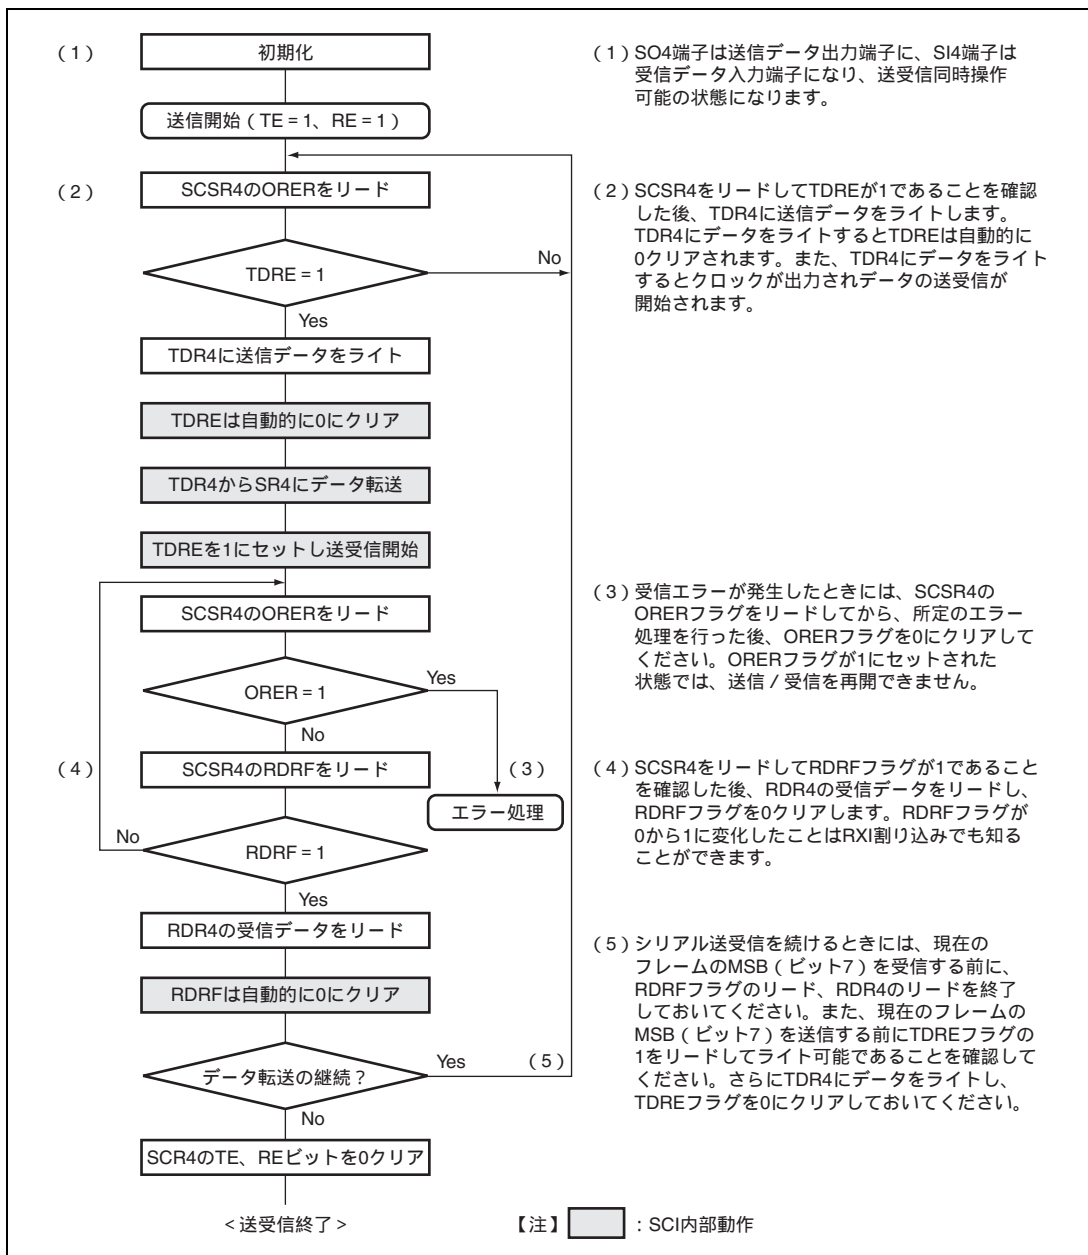 （1）
初期化
送信開始（TE = 1、RE = 1）
（2）
SCSR4のORERをリード
TDRE = 1
No
Yes
TDR4に送信データをライト
TDREは自動的に0にクリア
TDR4からSR4にデータ転送
TDREを1にセットし送受信開始
SCSR4のORERをリード
ORER = 1
Yes
No
（4）
SCSR4のRDRFをリード
（3）
エラー処理
No
RDRF = 1
Yes
RDR4の受信データをリード
RDRFは自動的に0にクリア
データ転送の継続？
Yes
（5）
No
SCR4のTE、REビットを0クリア
＜送受信終了＞
【注】
：SCI内部動作
（1）SO4端子は送信データ出力端子に、SI4端子は
受信データ入力端子になり、送受信同時操作
可能の状態になります。
（2）SCSR4をリードしてTDREが1であることを確認
した後、TDR4に送信データをライトします。
TDR4にデータをライトするとTDREは自動的に
0クリアされます。また、TDR4にデータをライト
するとクロックが出力されデータの送受信が
開始されます。
（3）受信エラーが発生したときには、SCSR4の
ORERフラグをリードしてから、所定のエラー
処理を行った後、ORERフラグを0にクリアして
ください。ORERフラグが1にセットされた
状態では、送信／受信を再開できません。
（4）SCSR4をリードしてRDRFフラグが1であること
を確認した後、RDR4の受信データをリードし、
RDRFフラグを0クリアします。RDRFフラグが
0から1に変化したことはRXI割り込みでも知る
ことができます。
（5）シリアル送受信を続けるときには、現在の
フレームのMSB（ビット7）を受信する前に、
RDRFフラグのリード、RDR4のリードを終了
しておいてください。また、現在のフレームの
MSB（ビット7）を送信する前にTDREフラグの
1をリードしてライト可能であることを確認して
ください。さらにTDR4にデータをライトし、
TDREフラグを0にクリアしておいてください。